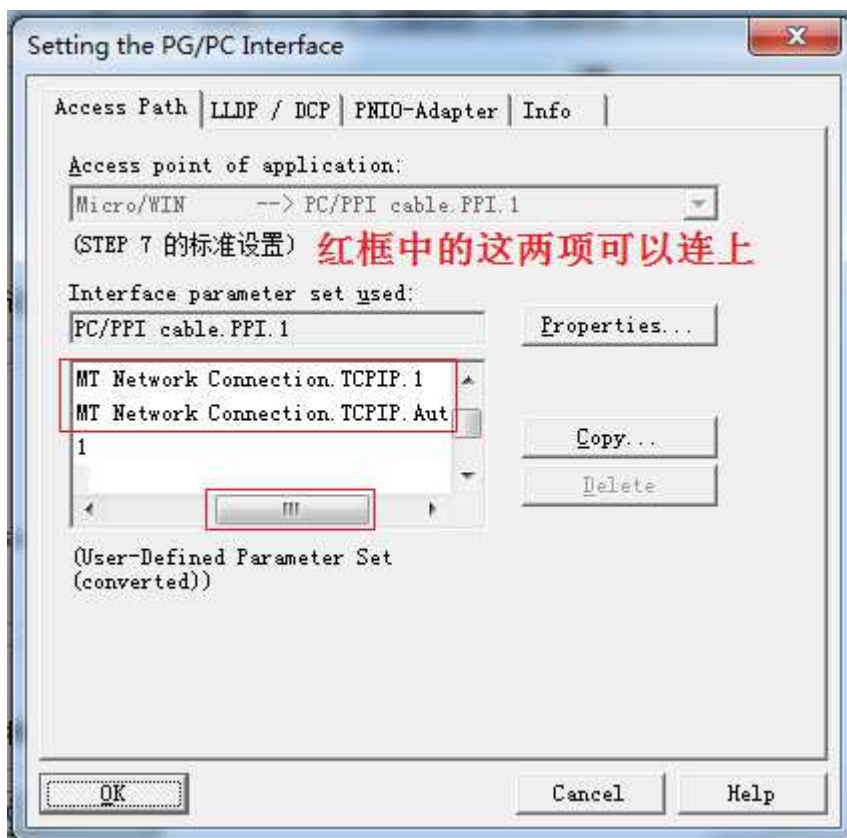 Setting the PG/PC Interface
Access Path LLDP / DCP PNIO-Adapter Info
Access point of application:
Micro/WIN --> PC/PPI cable.PPI.1
(STEP 7 的标准设置) 红框中的这两项可以连上
Interface parameter set used:
PC/PPI cable.PPI.1 Properties...
MT Network Connection.TCPIP.1
MT Network Connection.TCPIP.Aut
1
Copy...
Delete
(User-Defined Parameter Set
(converted))
OK Cancel Help